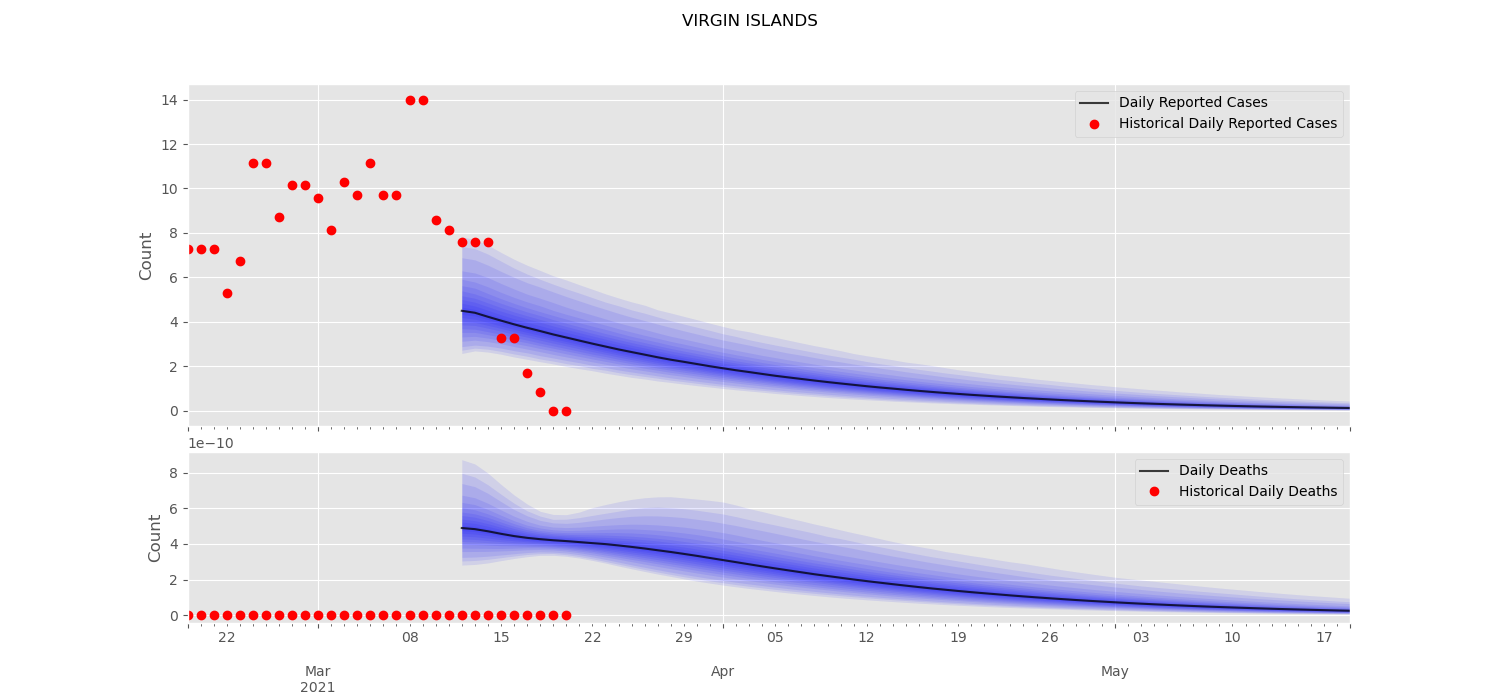 VIRGIN ISLANDS
14
12
10
8
6
4
2
0
Count
Daily Reported Cases
Historical Daily Reported Cases
1e−10
8
6
4
2
0
Count
Daily Deaths
Historical Daily Deaths
22 08 15 22 29 05 12 19 26 03 10 17
Mar Apr May
2021